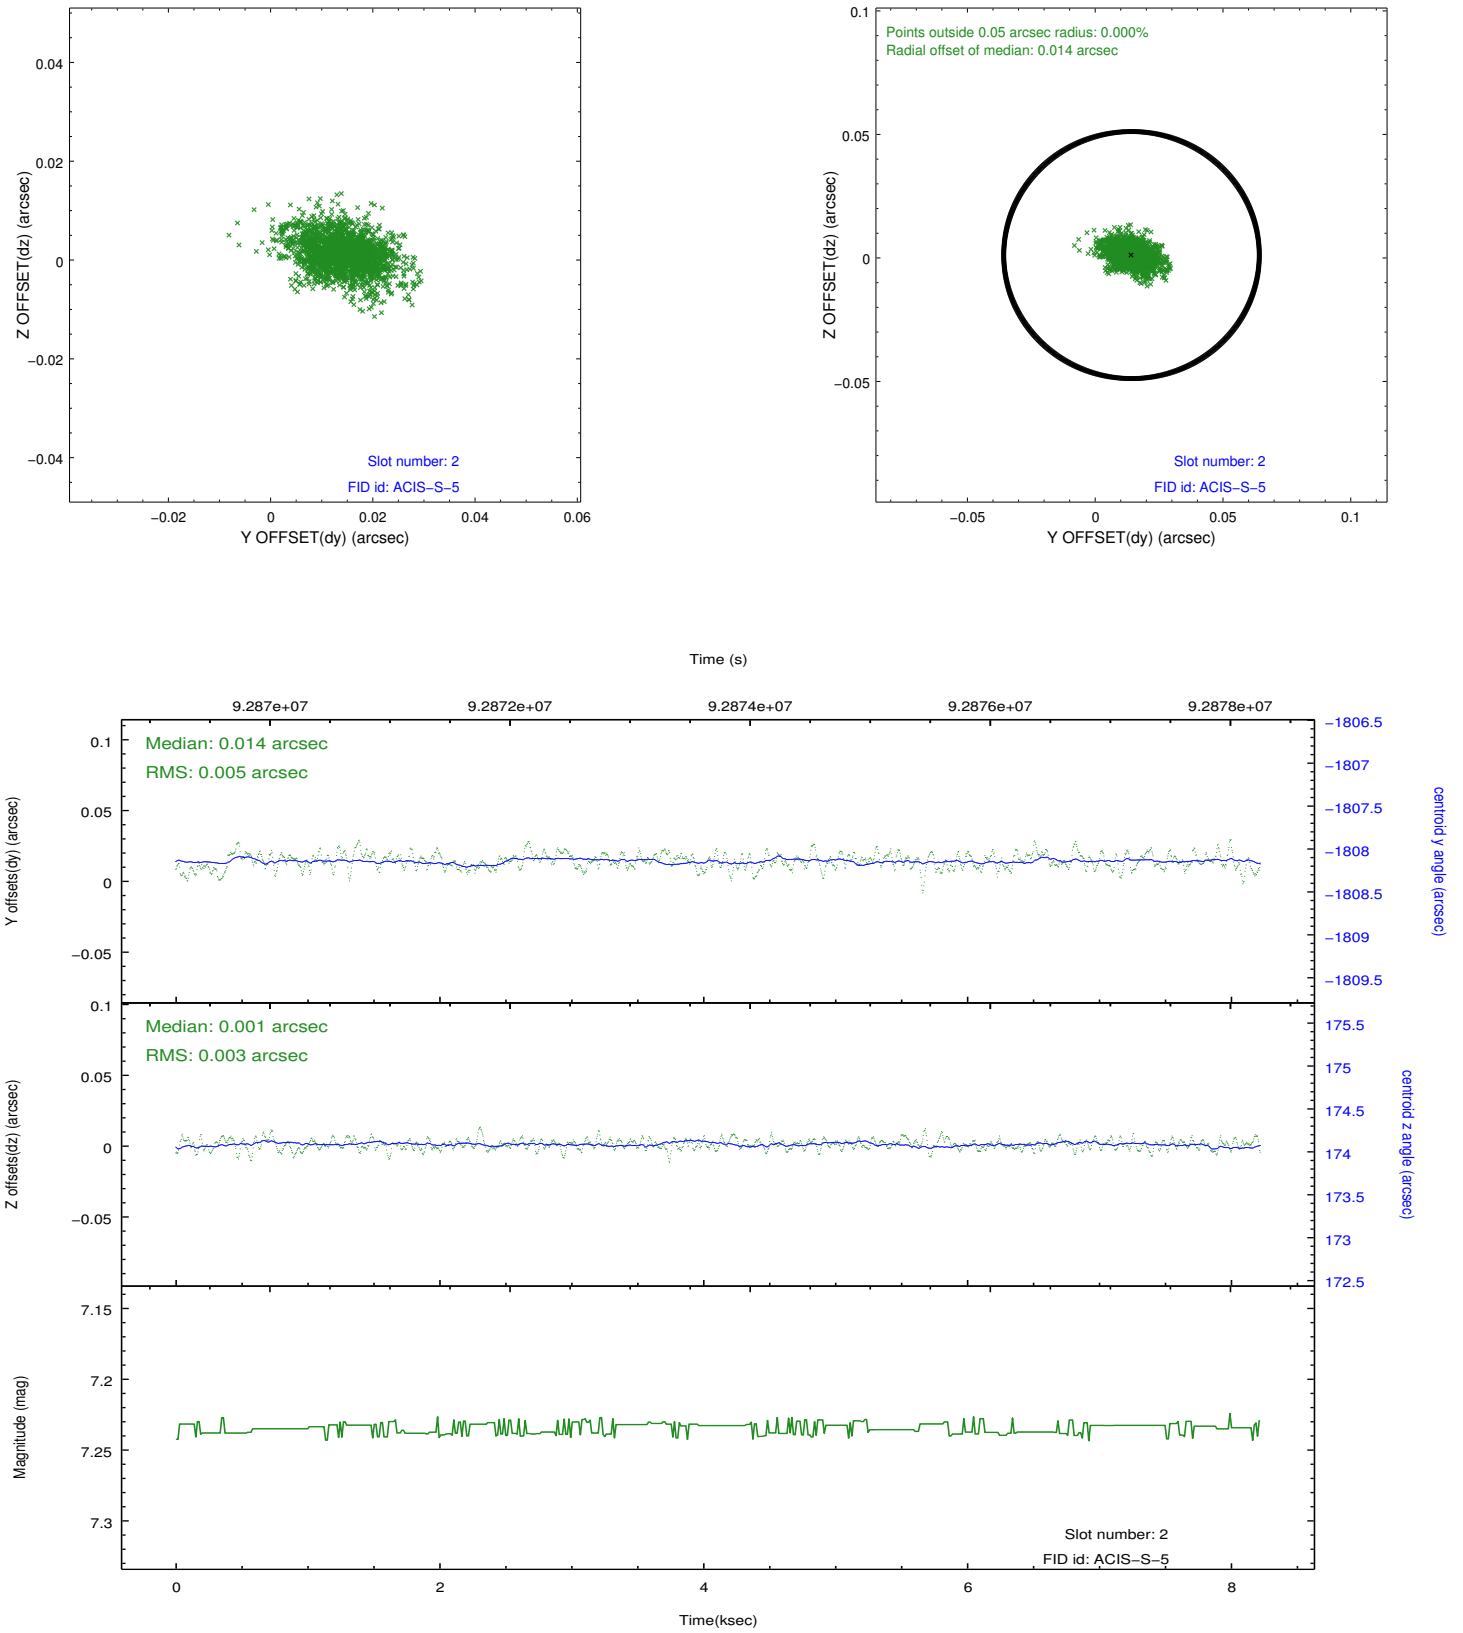 0.04
0.02
0
−0.02
−0.04
Z OFFSET(dz) (arcsec)
Slot number: 2
FID id: ACIS−S−5
−0.02 0 0.02 0.04 0.06
Y OFFSET(dy) (arcsec)
Points outside 0.05 arcsec radius: 0.000%
Radial offset of median: 0.014 arcsec
0.1
0.05
0
−0.05
Z OFFSET(dz) (arcsec)
Slot number: 2
FID id: ACIS−S−5
−0.05 0 0.05 0.1
Y OFFSET(dy) (arcsec)
Time (s)
9.287e+07 9.2872e+07 9.2874e+07 9.2876e+07 9.2878e+07
Median: 0.014 arcsec
RMS: 0.005 arcsec
0.1
0.05
0
−0.05
Y offsets(dy) (arcsec)
−1806.5
−1807
−1807.5
−1808
−1808.5
−1809
−1809.5
centroid y angle (arcsec)
Median: 0.001 arcsec
RMS: 0.003 arcsec
0.1
0.05
0
−0.05
Z offsets(dz) (arcsec)
175.5
175
174.5
174
173.5
173
172.5
centroid z angle (arcsec)
7.15
7.2
7.25
7.3
Magnitude (mag)
Slot number: 2
FID id: ACIS−S−5
0 2 4 6 8
Time(ksec)